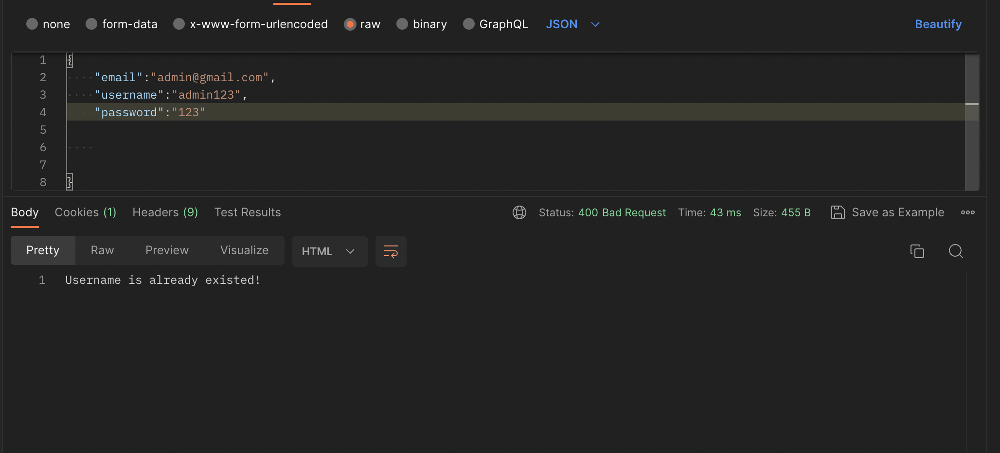 none form-data x-www-form-urlencoded raw binary GraphQL JSON Beautify
1 {
2 "email":"admin@gmail.com",
3 "username":"admin123",
4 "password":"123"
5
6
7
8 }
Body Cookies (1) Headers (9) Test Results Status: 400 Bad Request Time: 43 ms Size: 455 B Save as Example
Pretty Raw Preview Visualize HTML
1 Username is already existed!